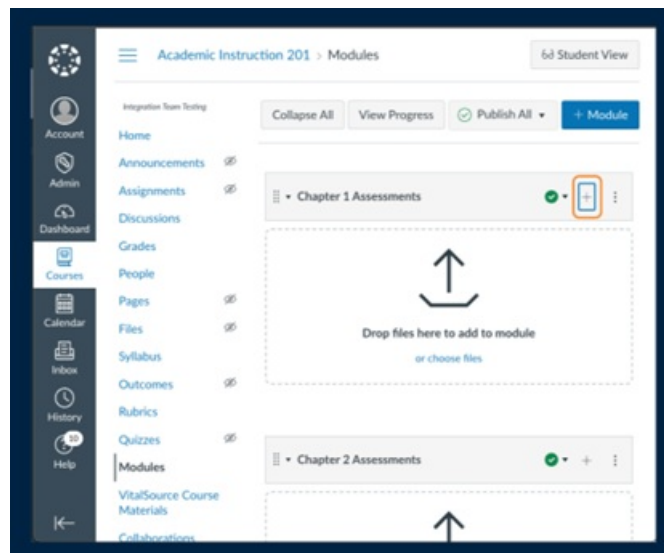 Academic Instruction 201 > Modules
Student View
Account
Admin
Dashboard
Courses
Calendar
Inbox
History
10
Help
Integration Team Testing
Home
Announcements
Assignments
Discussions
Grades
People
Pages
Files
Syllabus
Outcomes
Rubrics
Quizzes
Modules
VitalSource Course
Materials
Collaborations
Collapse All
View Progress
Publish All
+ Module
Chapter 1 Assessments
Drop files here to add to module
or choose files
Chapter 2 Assessments